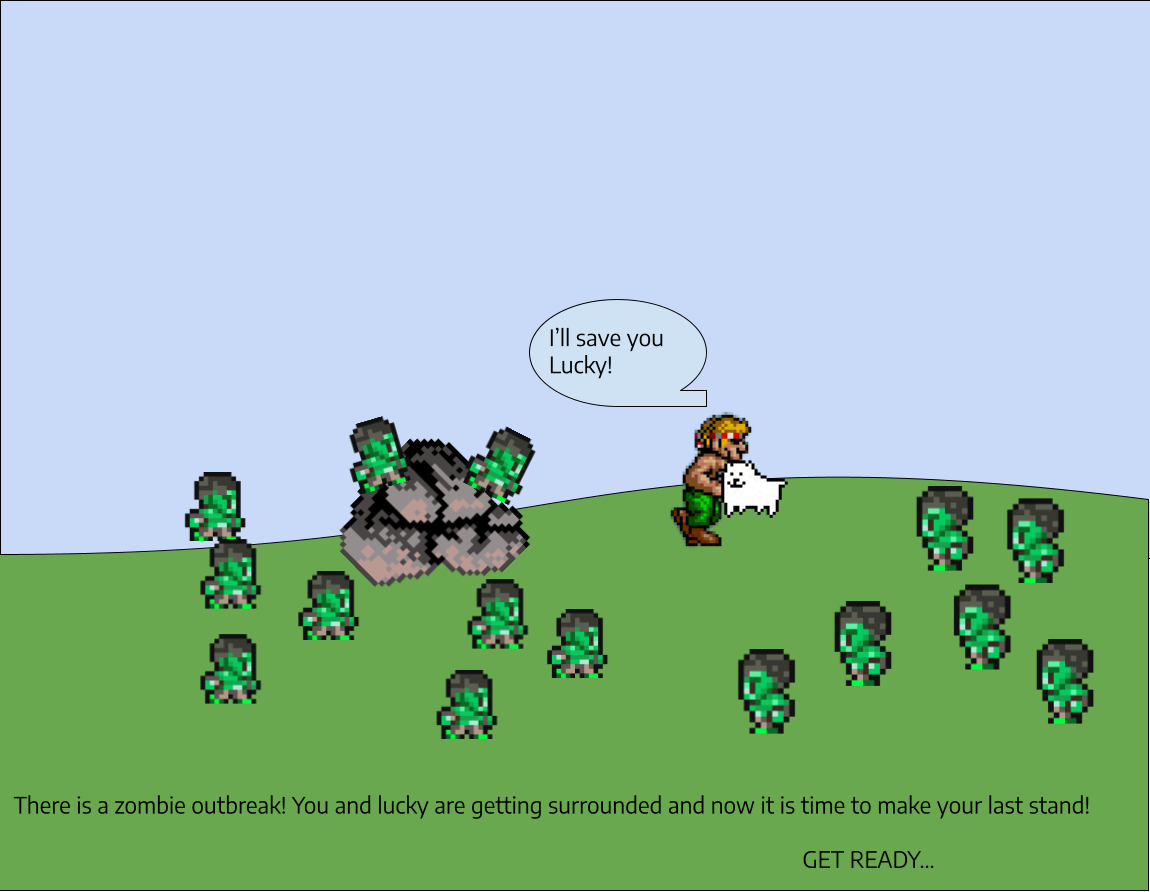 I’ll save you
Lucky!
There is a zombie outbreak! You and lucky are getting surrounded and now it is time to make your last stand!
GET READY...